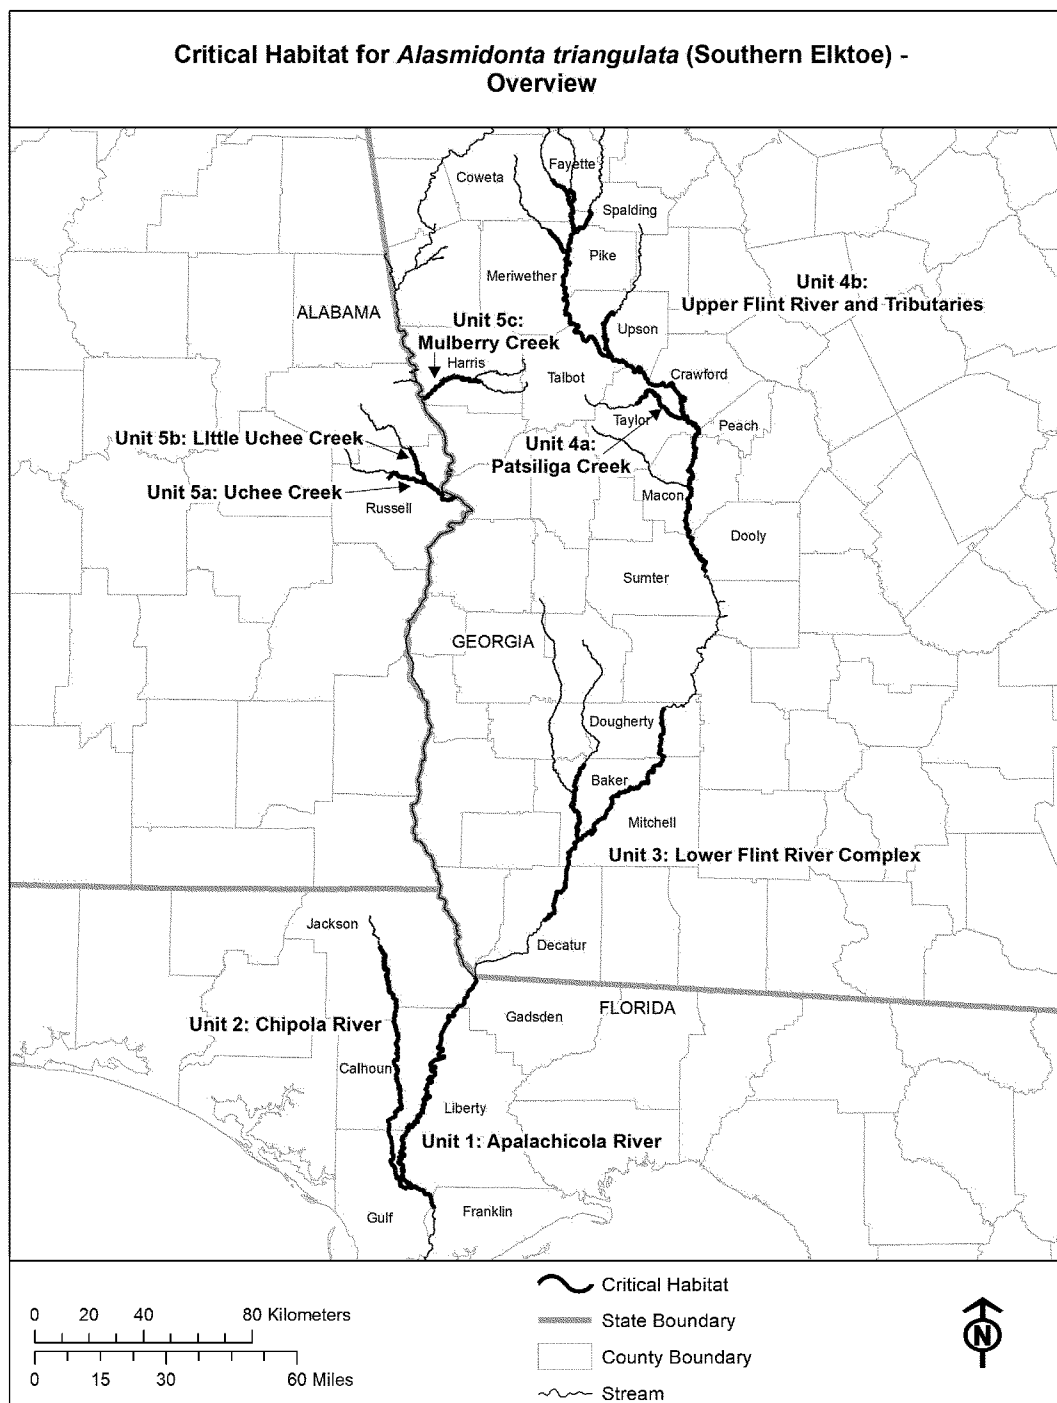 Critical Habitat for Alasmidonta triangulata (Southern Elktoe) -
Overview
Fayette
Coweta
Spalding
Pike
Meriwether
Unit 4b:
Upper Flint River and Tributaries
ALABAMA
Unit 5c:
Mulberry Creek
Upson
Harris
Talbot
Crawford
Taylor
Peach
Unit 5b: LIttle Uchee Creek
Unit 4a:
Patsiliga Creek
Unit 5a: Uchee Creek
Macon
Russell
Dooly
Sumter
GEORGIA
Dougherty
Baker
Mitchell
Unit 3: Lower Flint River Complex
Jackson
Decatur
FLORIDA
Gadsden
Unit 2: Chipola River
Calhoun
Liberty
Unit 1: Apalachicola River
Gulf
Franklin
0 20 40 80 Kilometers
0 15 30 60 Miles
Critical Habitat
State Boundary
County Boundary
Stream
N